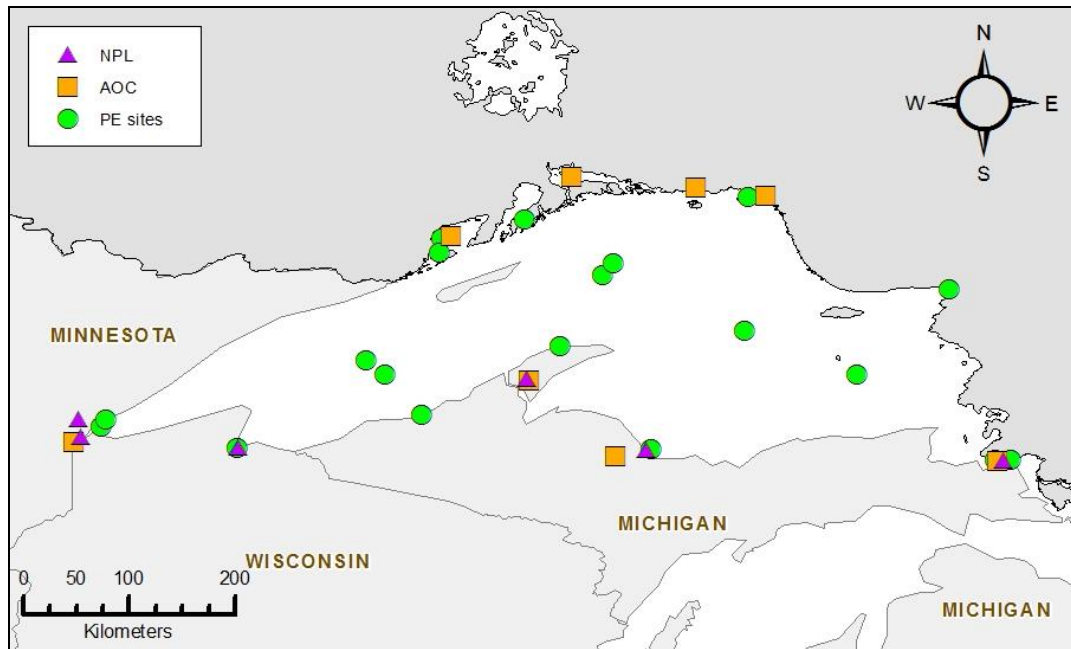 NPL
AOC
PE sites
N
W E
S
MINNESOTA
MICHIGAN
WISCONSIN
MICHIGAN
0 50 100 200
Kilometers